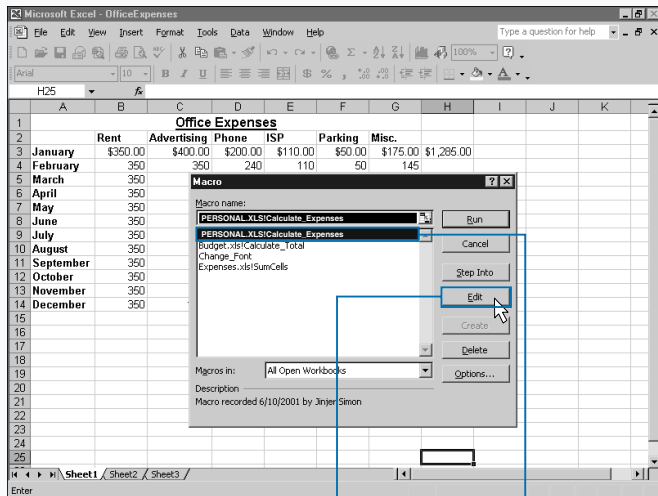 Microsoft Excel - OfficeExpenses
File Edit View Insert Format Tools Data Window Help Type a question for help
100%
Arial 10 B I U $ % ,
H25 fx
A B C D E F G H I J K
1 Office Expenses
2 Rent Advertising Phone ISP Parking Misc.
3 January $350.00 $400.00 $200.00 $110.00 $50.00 $175.00 $1,285.00
4 February 350 350 240 110 50 145
5 March 350
6 April 350
7 May 350
8 June 350
9 July 350
10 August 350
11 September 350
12 October 350
13 November 350
14 December 350
15
16
17
18
19
20
21
22
23
24
25
Macro
Macro name:
PERSONAL.XLS!Calculate_Expenses
PERSONAL.XLS!Calculate_Expenses
Budget.xls!Calculate_Total
Change_Font
Expenses.xls!SumCells
Run
Cancel
Step Into
Edit
Create
Delete
Options...
Macros in: All Open Workbooks
Description
Macro recorded 6/10/2001 by Jinjer Simon
Sheet1 Sheet2 Sheet3
Enter